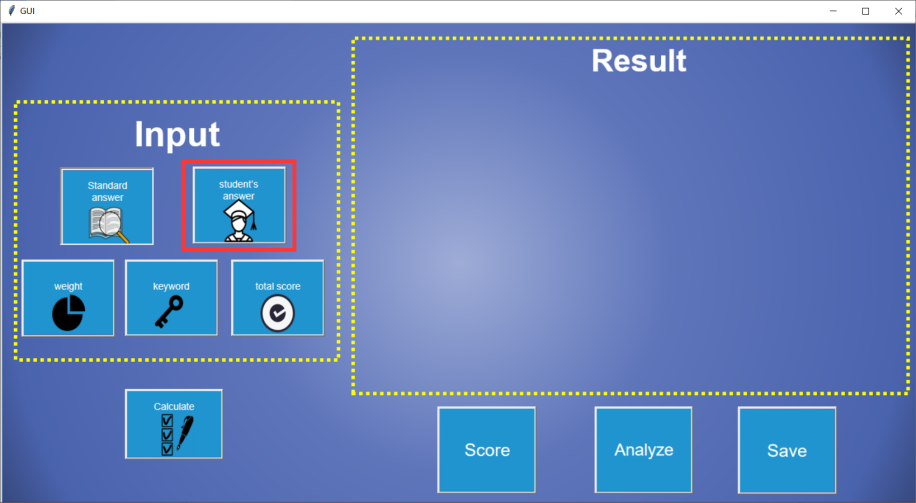 GUI
Result
Input
Standard
answer
student's
answer
weight
keyword
total score
Calculate
Score
Analyze
Save